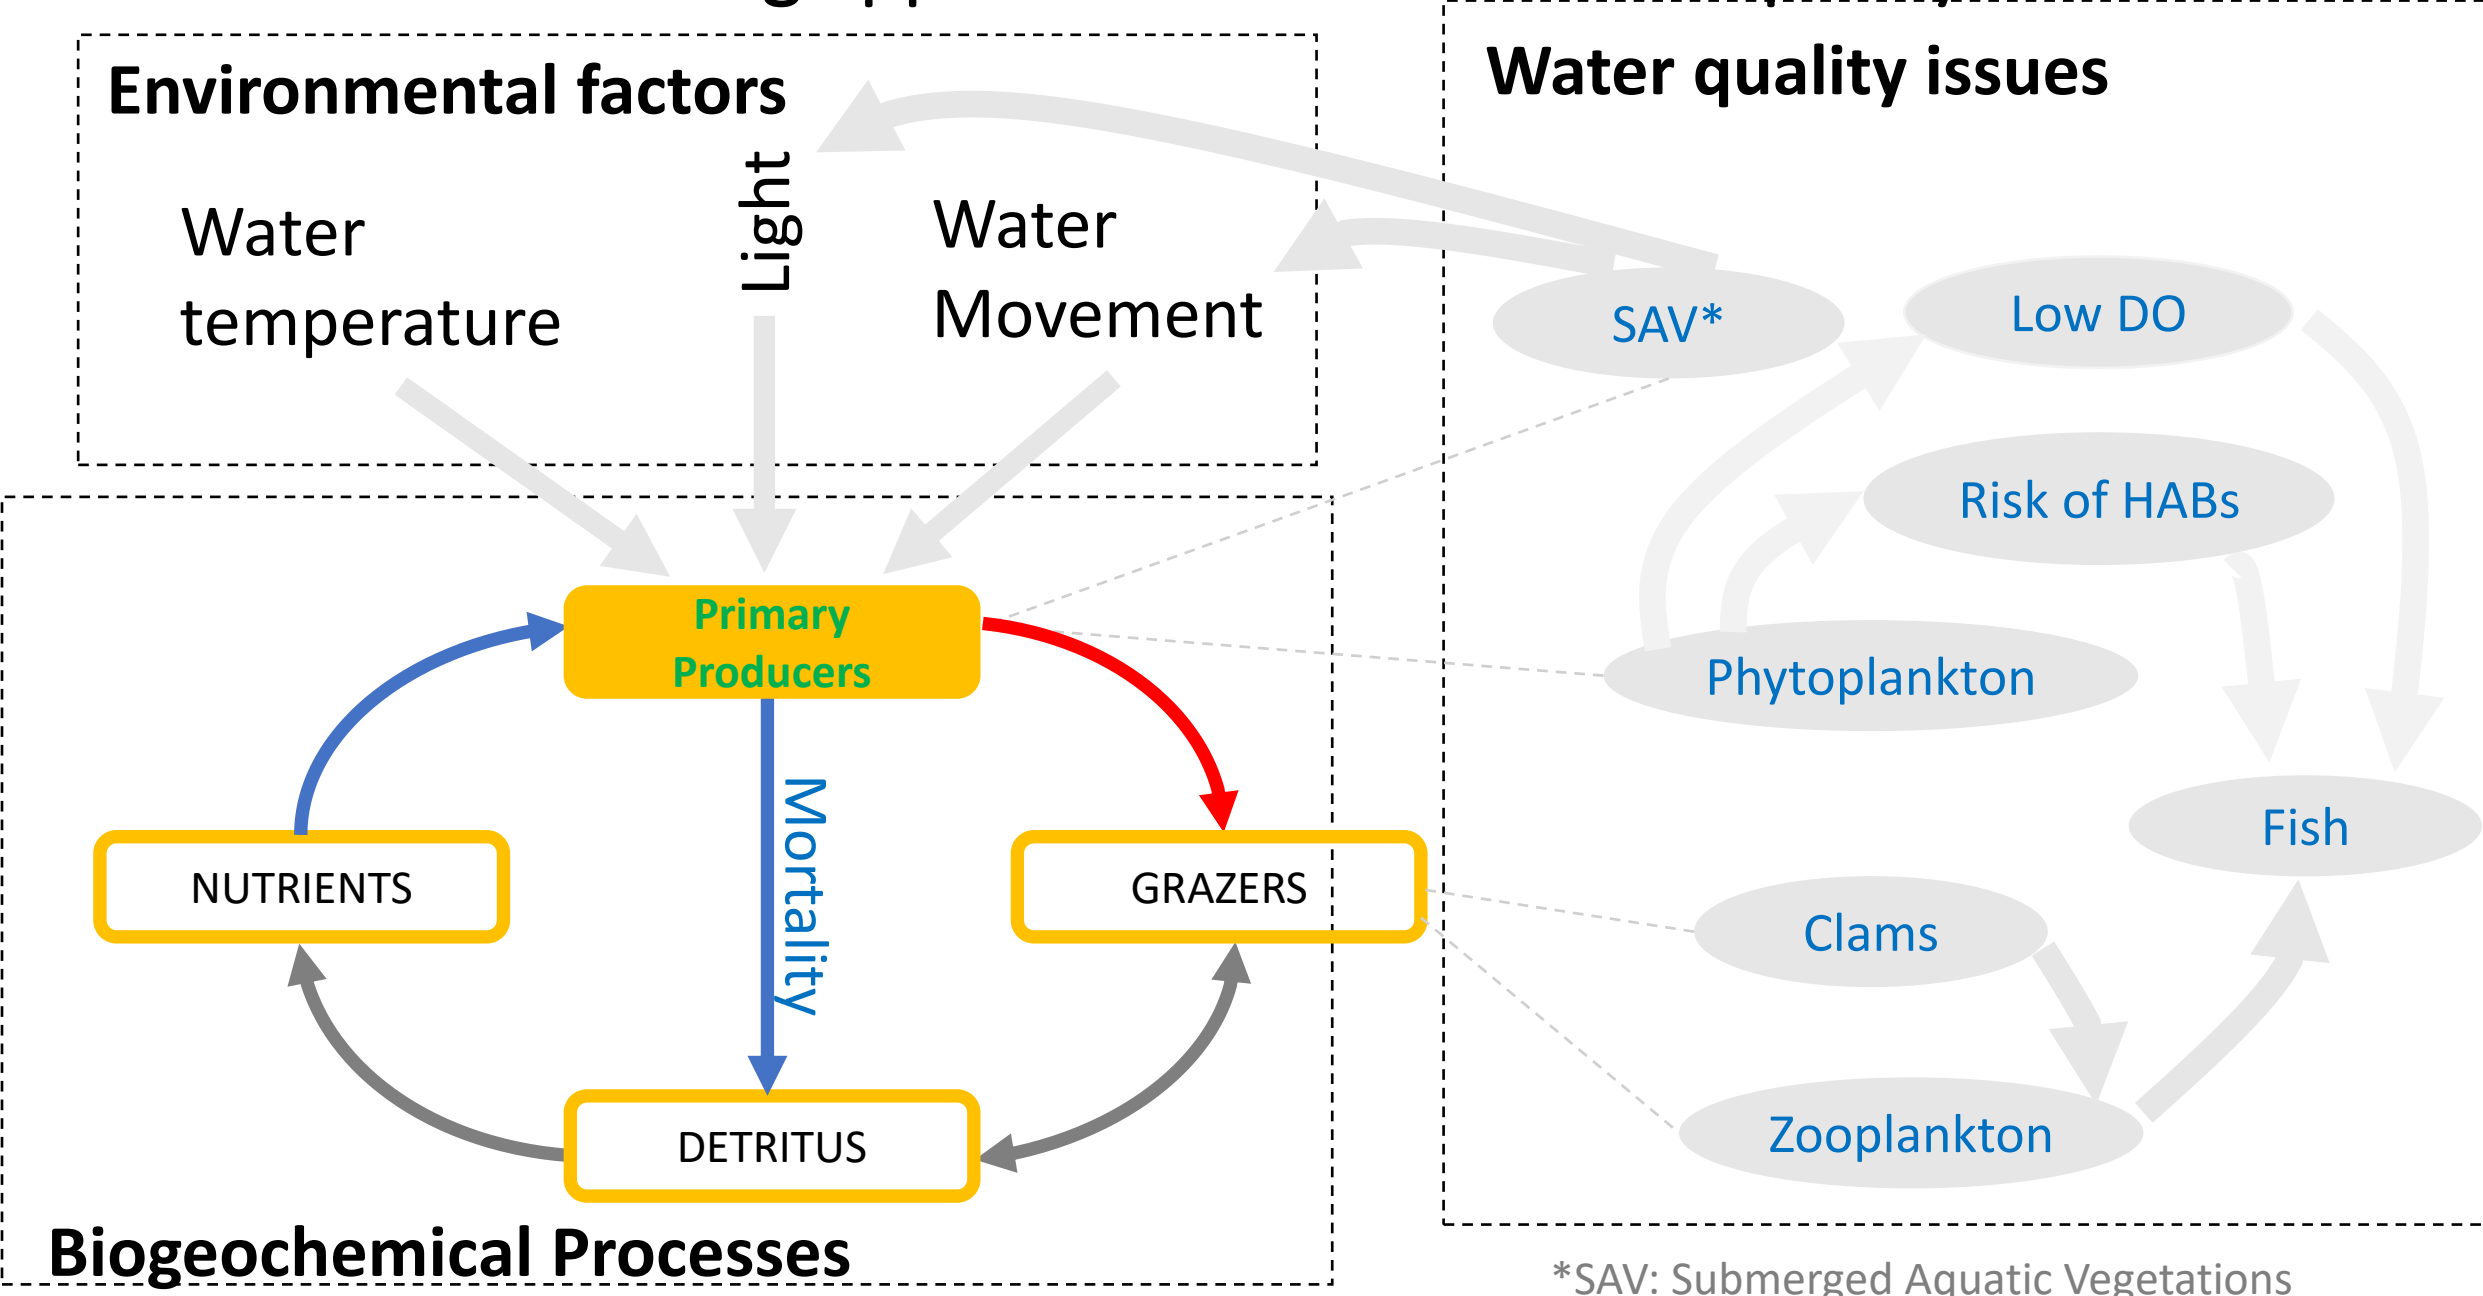 Environmental factors
Water
temperature
Light
Water
Movement
Water quality issues
SAV*
Low DO
Risk of HABs
Phytoplankton
Fish
Clams
Zooplankton
Primary
Producers
Mortality
NUTRIENTS
GRAZERS
DETRITUS
Biogeochemical Processes
*SAV: Submerged Aquatic Vegetations